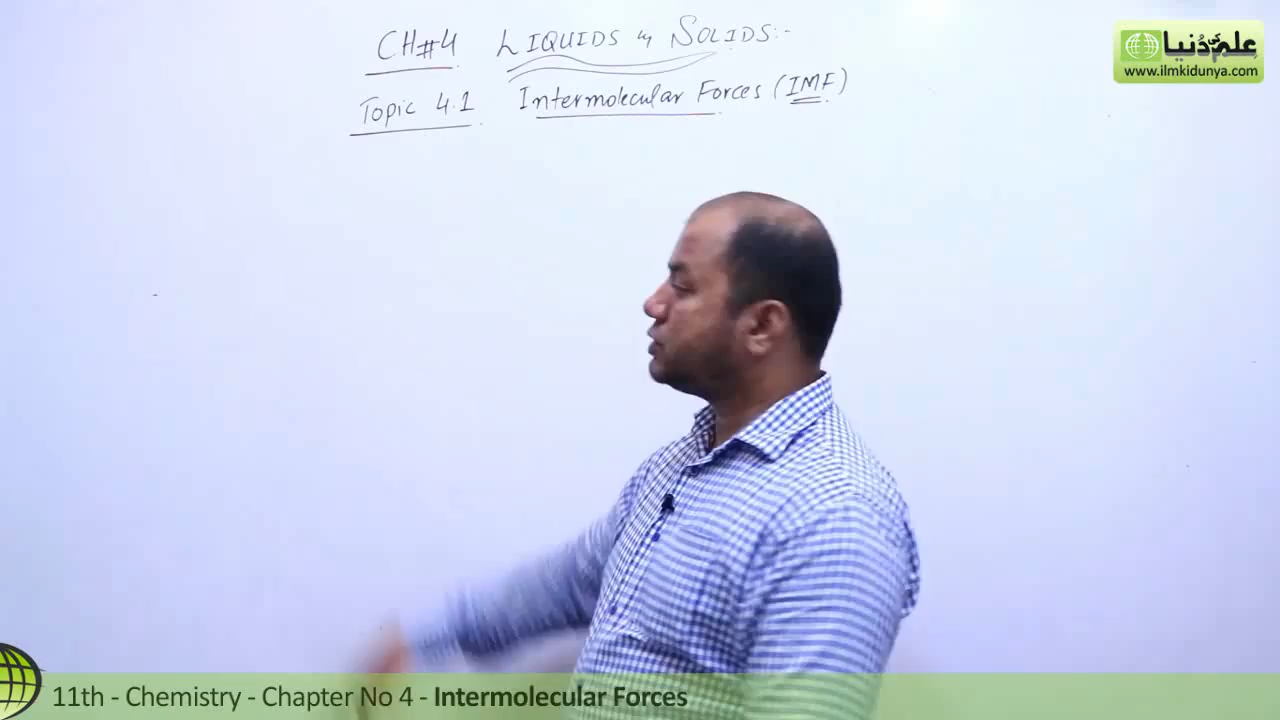 CH#4 LIQUIDS & SOLIDS:-
Topic 4.1 Intermolecular Forces (IMF)
علم کی دُنیا
www.ilmkidunya.com
11th - Chemistry - Chapter No 4 - Intermolecular Forces